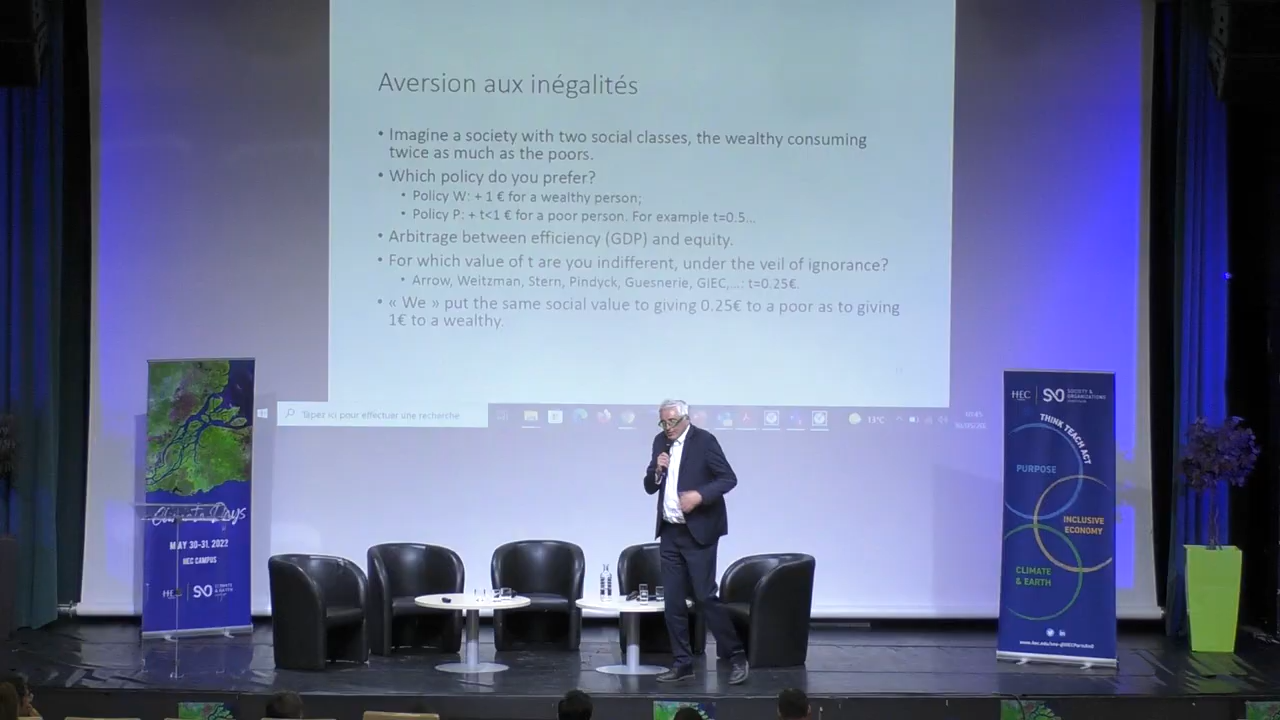 Aversion aux inégalités
• Imagine a society with two social classes, the wealthy consuming
twice as much as the poors.
• Which policy do you prefer?
• Policy W: + 1 € for a wealthy person;
• Policy P: + t<1 € for a poor person. For example t=0.5...
• Arbitrage between efficiency (GDP) and equity.
• For which value of t are you indifferent, under the veil of ignorance?
• Arrow, Weitzman, Stern, Pindyck, Guesnerie, GIEC,...: t=0.25€.
• « We » put the same social value to giving 0.25€ to a poor as to giving
1€ to a wealthy.
Tapez ici pour effectuer une recherche
13°C
Days
MAY 30-31, 2022
HEC CAMPUS
HEC
HEC
SOCIETY &
ORGANIZATIONS
THINK TEACH ACT
PURPOSE
INCLUSIVE
ECONOMY
CLIMATE
& EARTH